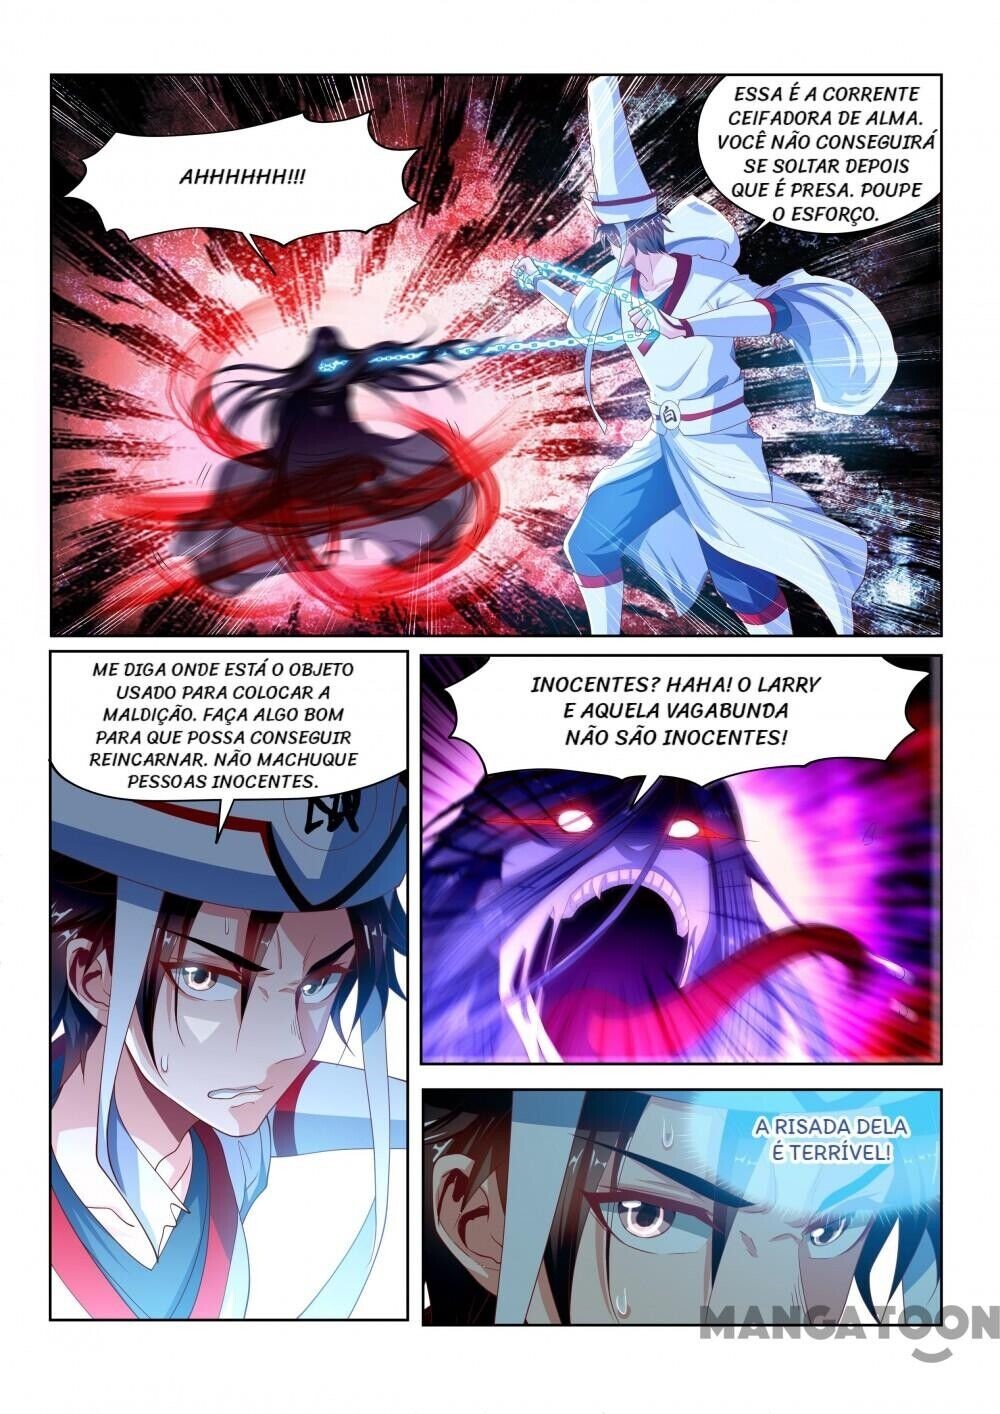 AHHHHHH!!!
ESSA É A CORRENTE
CEIFADORA DE ALMA.
VOCÊ NÃO CONSEGUIRÁ
SE SOLTAR DEPOIS
QUE É PRESA. POUPE
O ESFORÇO.
白
ME DIGA ONDE ESTÁ O OBJETO
USADO PARA COLOCAR A
MALDIÇÃO. FAÇA ALGO BOM
PARA QUE POSSA CONSEGUIR
REINCARNAR. NÃO MACHUQUE
PESSOAS INOCENTES.
INOCENTES? HAHA! O LARRY
E AQUELA VAGABUNDA
NÃO SÃO INOCENTES!
A RISADA DELA
É TERRÍVEL!
MANGATOON